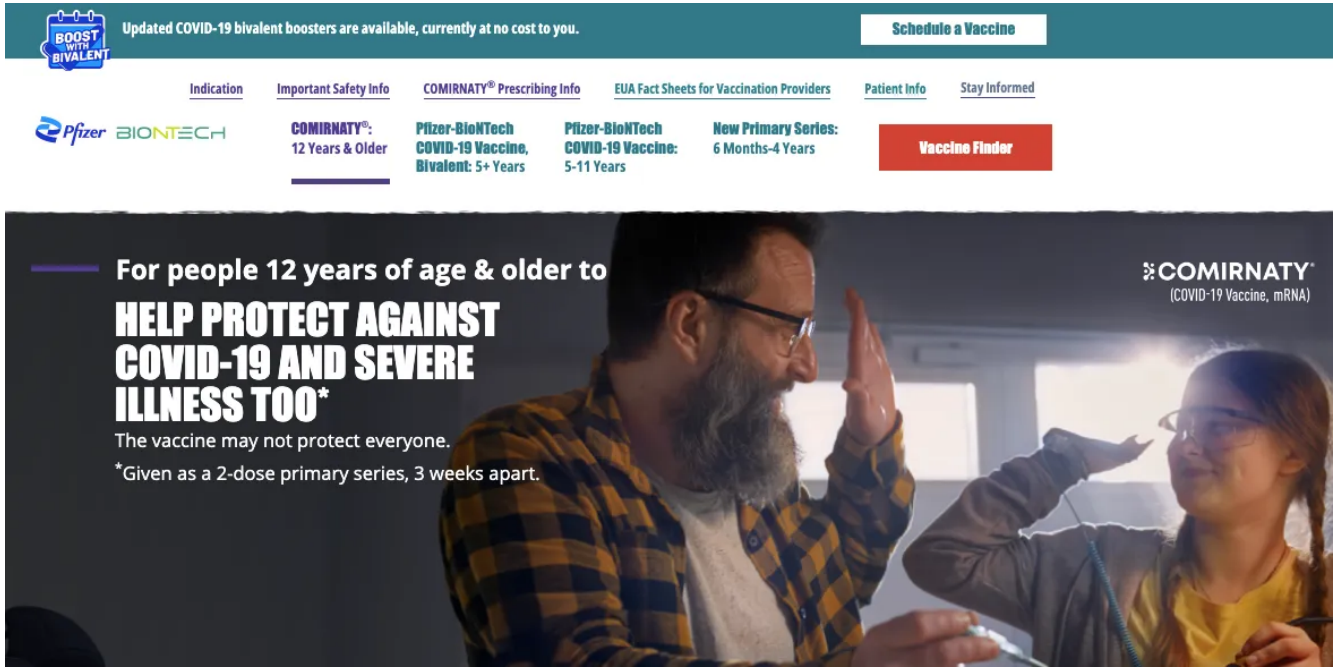 BOOST
WITH
BIVALENT
Updated COVID-19 bivalent boosters are available, currently at no cost to you.
Schedule a Vaccine
Indication
Important Safety Info
COMIRNATY® Prescribing Info
EUA Fact Sheets for Vaccination Providers
Patient Info
Stay Informed
Pfizer BIONTECH
COMIRNATY®:
12 Years & Older
Pfizer-BioNTech
COVID-19 Vaccine,
Bivalent: 5+ Years
Pfizer-BioNTech
COVID-19 Vaccine:
5-11 Years
New Primary Series:
6 Months-4 Years
Vaccine Finder
For people 12 years of age & older to
HELP PROTECT AGAINST
COVID-19 AND SEVERE
ILLNESS TOO*
The vaccine may not protect everyone.
*Given as a 2-dose primary series, 3 weeks apart.
COMIRNATY®
(COVID-19 Vaccine, mRNA)